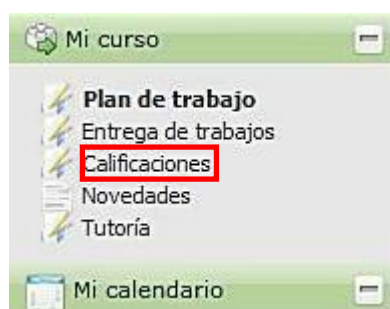 Mi curso
Plan de trabajo
Entrega de trabajos
Calificaciones
Novedades
Tutoría
Mi calendario